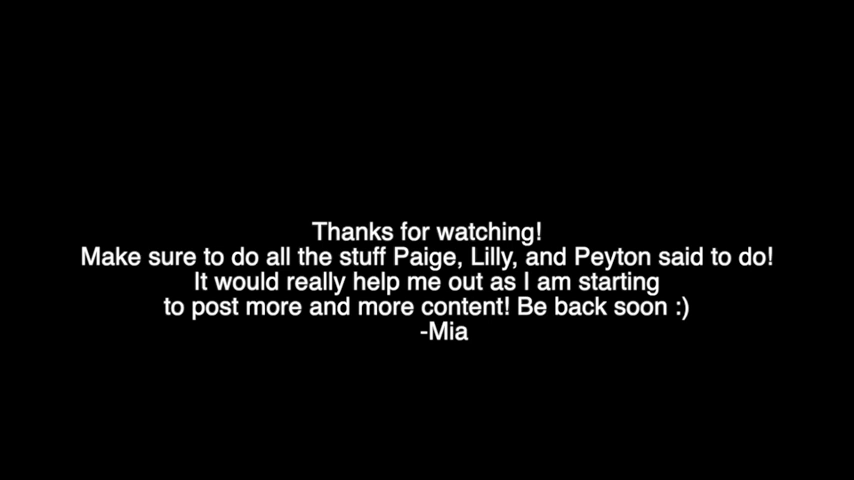 Thanks for watching!
Make sure to do all the stuff Paige, Lilly, and Peyton said to do!
It would really help me out as I am starting
to post more and more content! Be back soon :)
-Mia